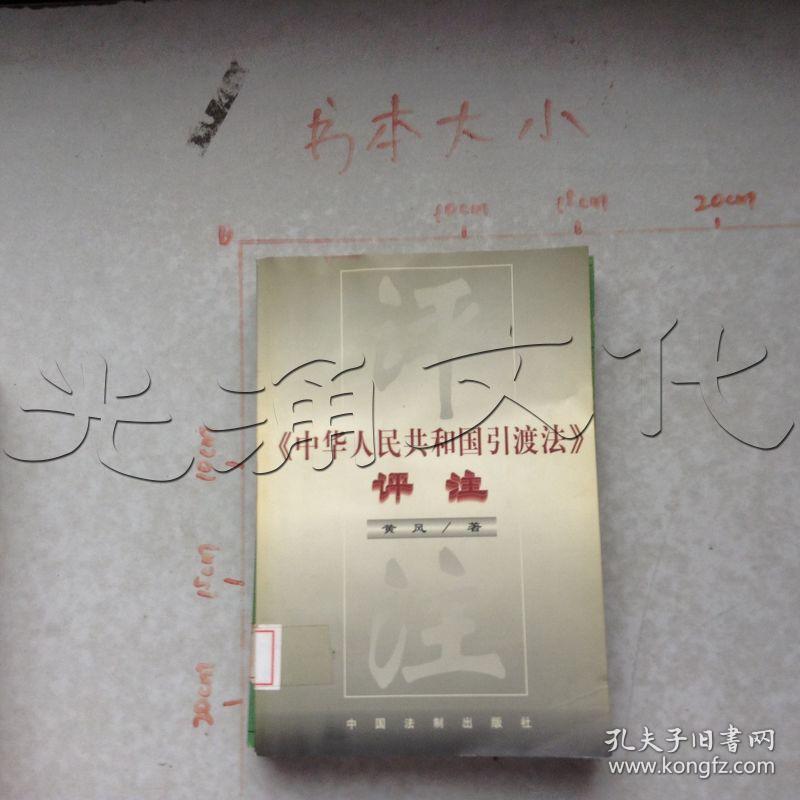 书本大小
10cm
15cm
20cm
0
评
光涌文化
《中华人民共和国引渡法》
评注
黄风/著
注
10cm
15cm
20cm
中国法制出版社
孔夫子旧书网
www.kongfz.com